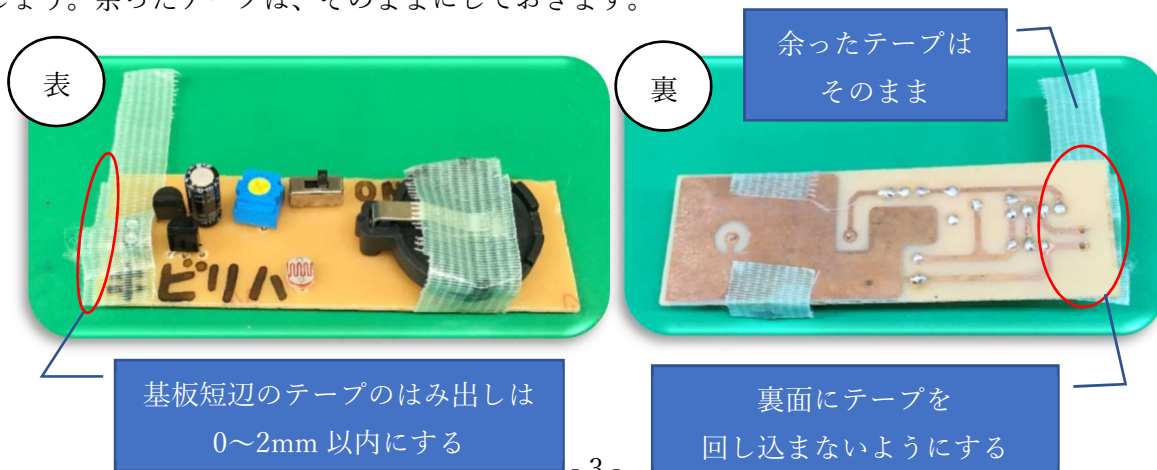 しょう。余ったテープは、そのままにしておきます。
表
裏
余ったテープは
そのまま
ON
ビリハ
基板短辺のテープのはみ出しは
0～2mm 以内にする
裏面にテープを
回し込まないようにする
- 3 -